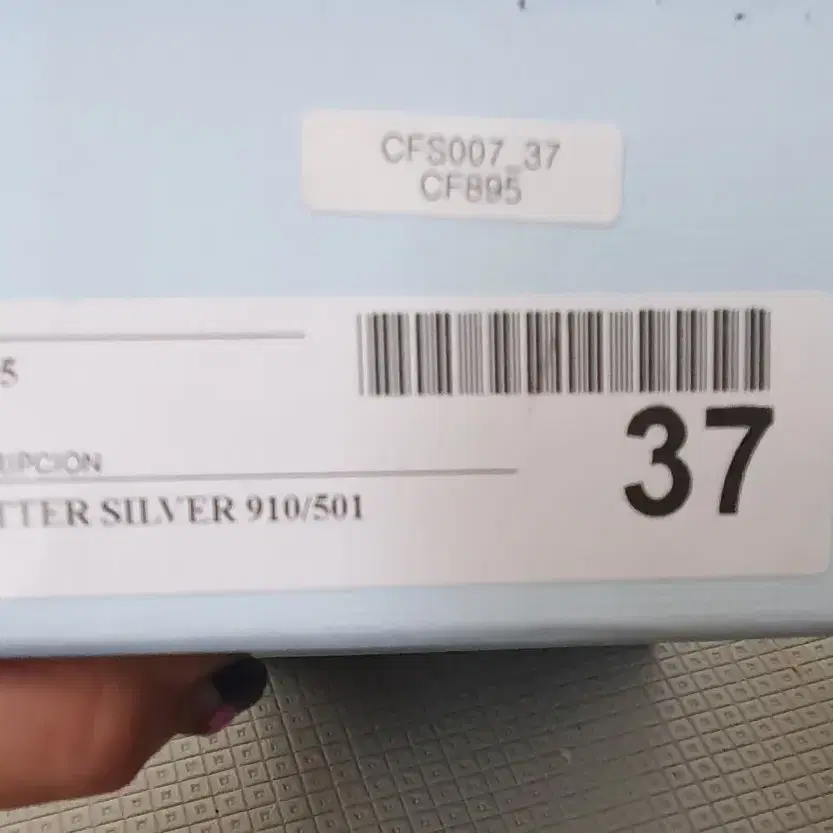 CFS007_37
CF895
5
RIPCION
TTER SILVER 910/501
37